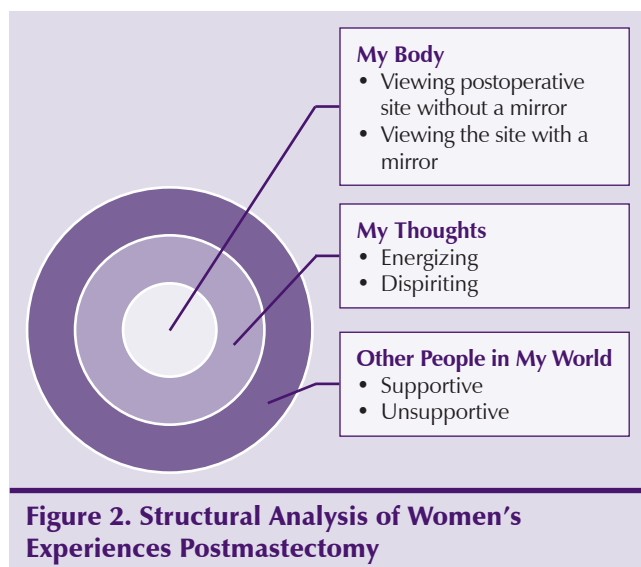 My Body
• Viewing postoperative
site without a mirror
• Viewing the site with a
mirror
My Thoughts
• Energizing
• Dispiriting
Other People in My World
• Supportive
• Unsupportive
Figure 2. Structural Analysis of Women’s
Experiences Postmastectomy